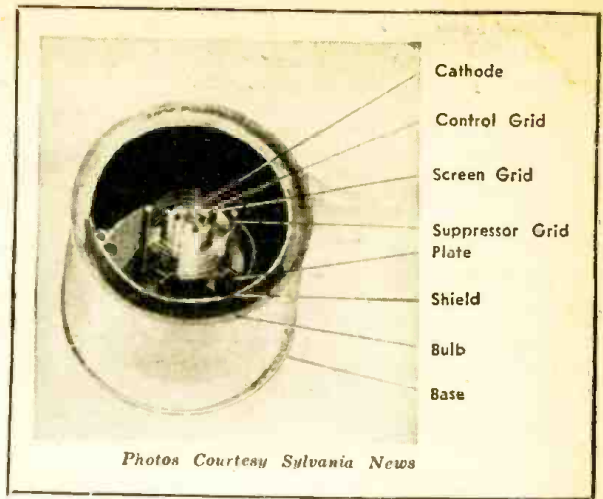 Cathode
Control Grid
Screen Grid
Suppressor Grid
Plate
Shield
Bulb
Base
Photos Courtesy Sylvania News